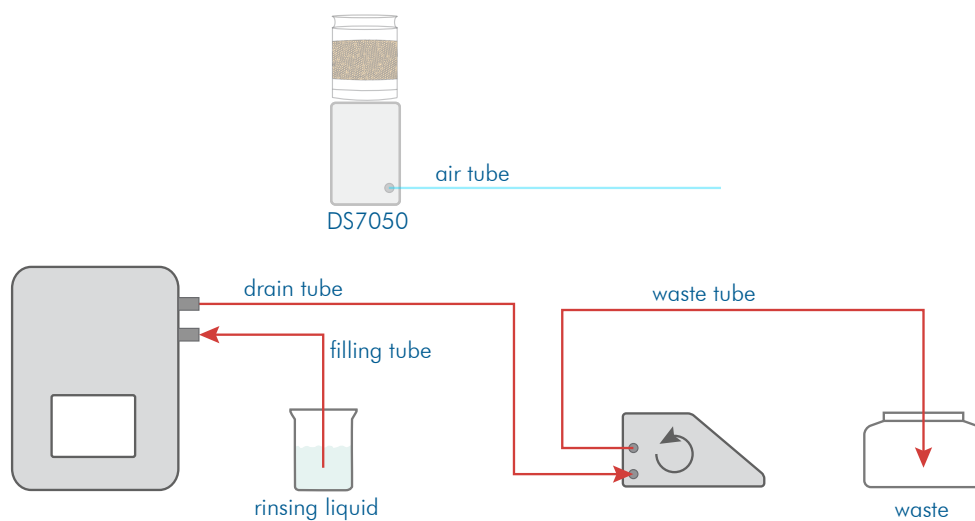 air tube
DS7050
drain tube
waste tube
filling tube
rinsing liquid
waste